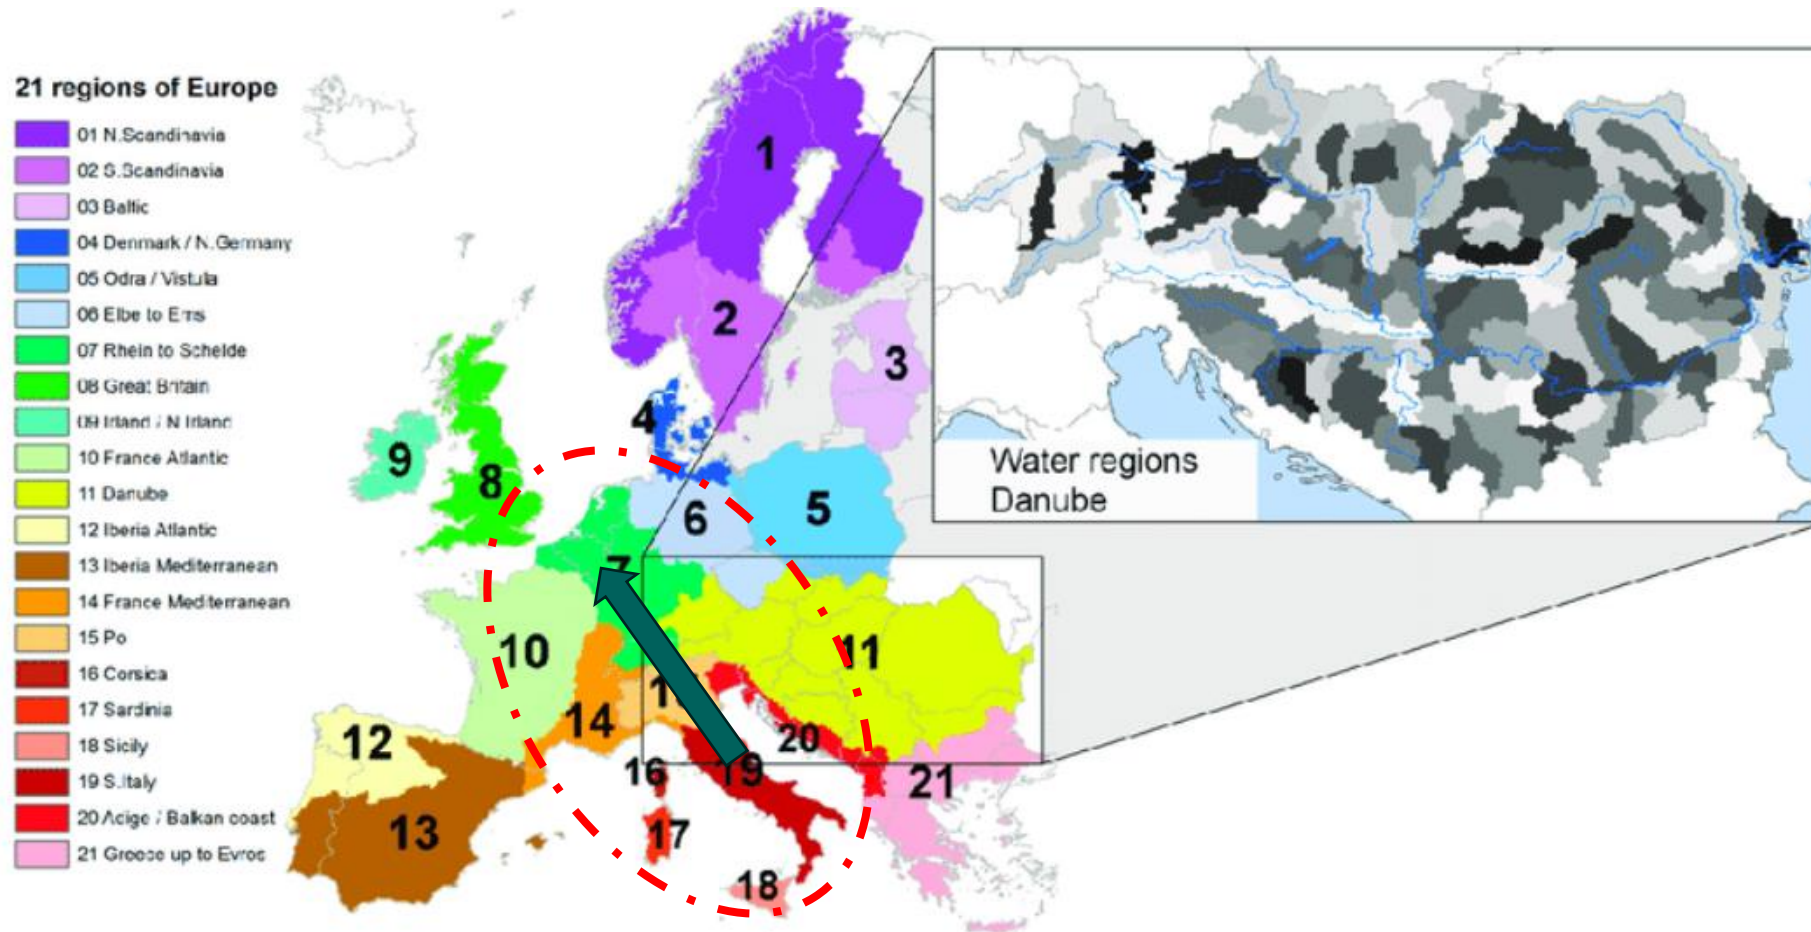 21 regions of Europe
01 N.Scandinavia
02 S.Scandinavia
03 Baltic
04 Denmark / N.Germany
05 Odra / Vistula
06 Elbe to Ems
07 Rhein to Schelde
08 Great Britain
09 Irland / N Irland
10 France Atlantic
11 Danube
12 Iberia Atlantic
13 Iberia Mediterranean
14 France Mediterranean
15 Po
16 Corsica
17 Sardinia
18 Sicily
19 S.Italy
20 Acige / Balkan coast
21 Greece up to Evros
1
2
3
4
9
8
5
6
7
10
11
14
12
20
16
19
21
13
17
18
Water regions
Danube